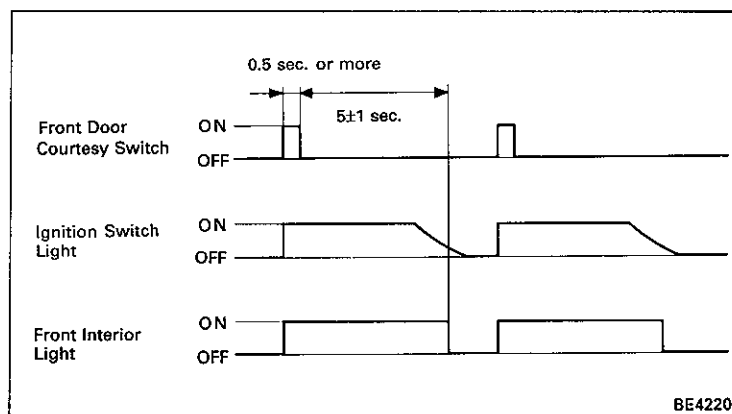 0.5 sec. or more
5±1 sec.
Front Door
Courtesy Switch
ON
OFF
Ignition Switch
Light
ON
OFF
Front Interior
Light
ON
OFF
BE4220